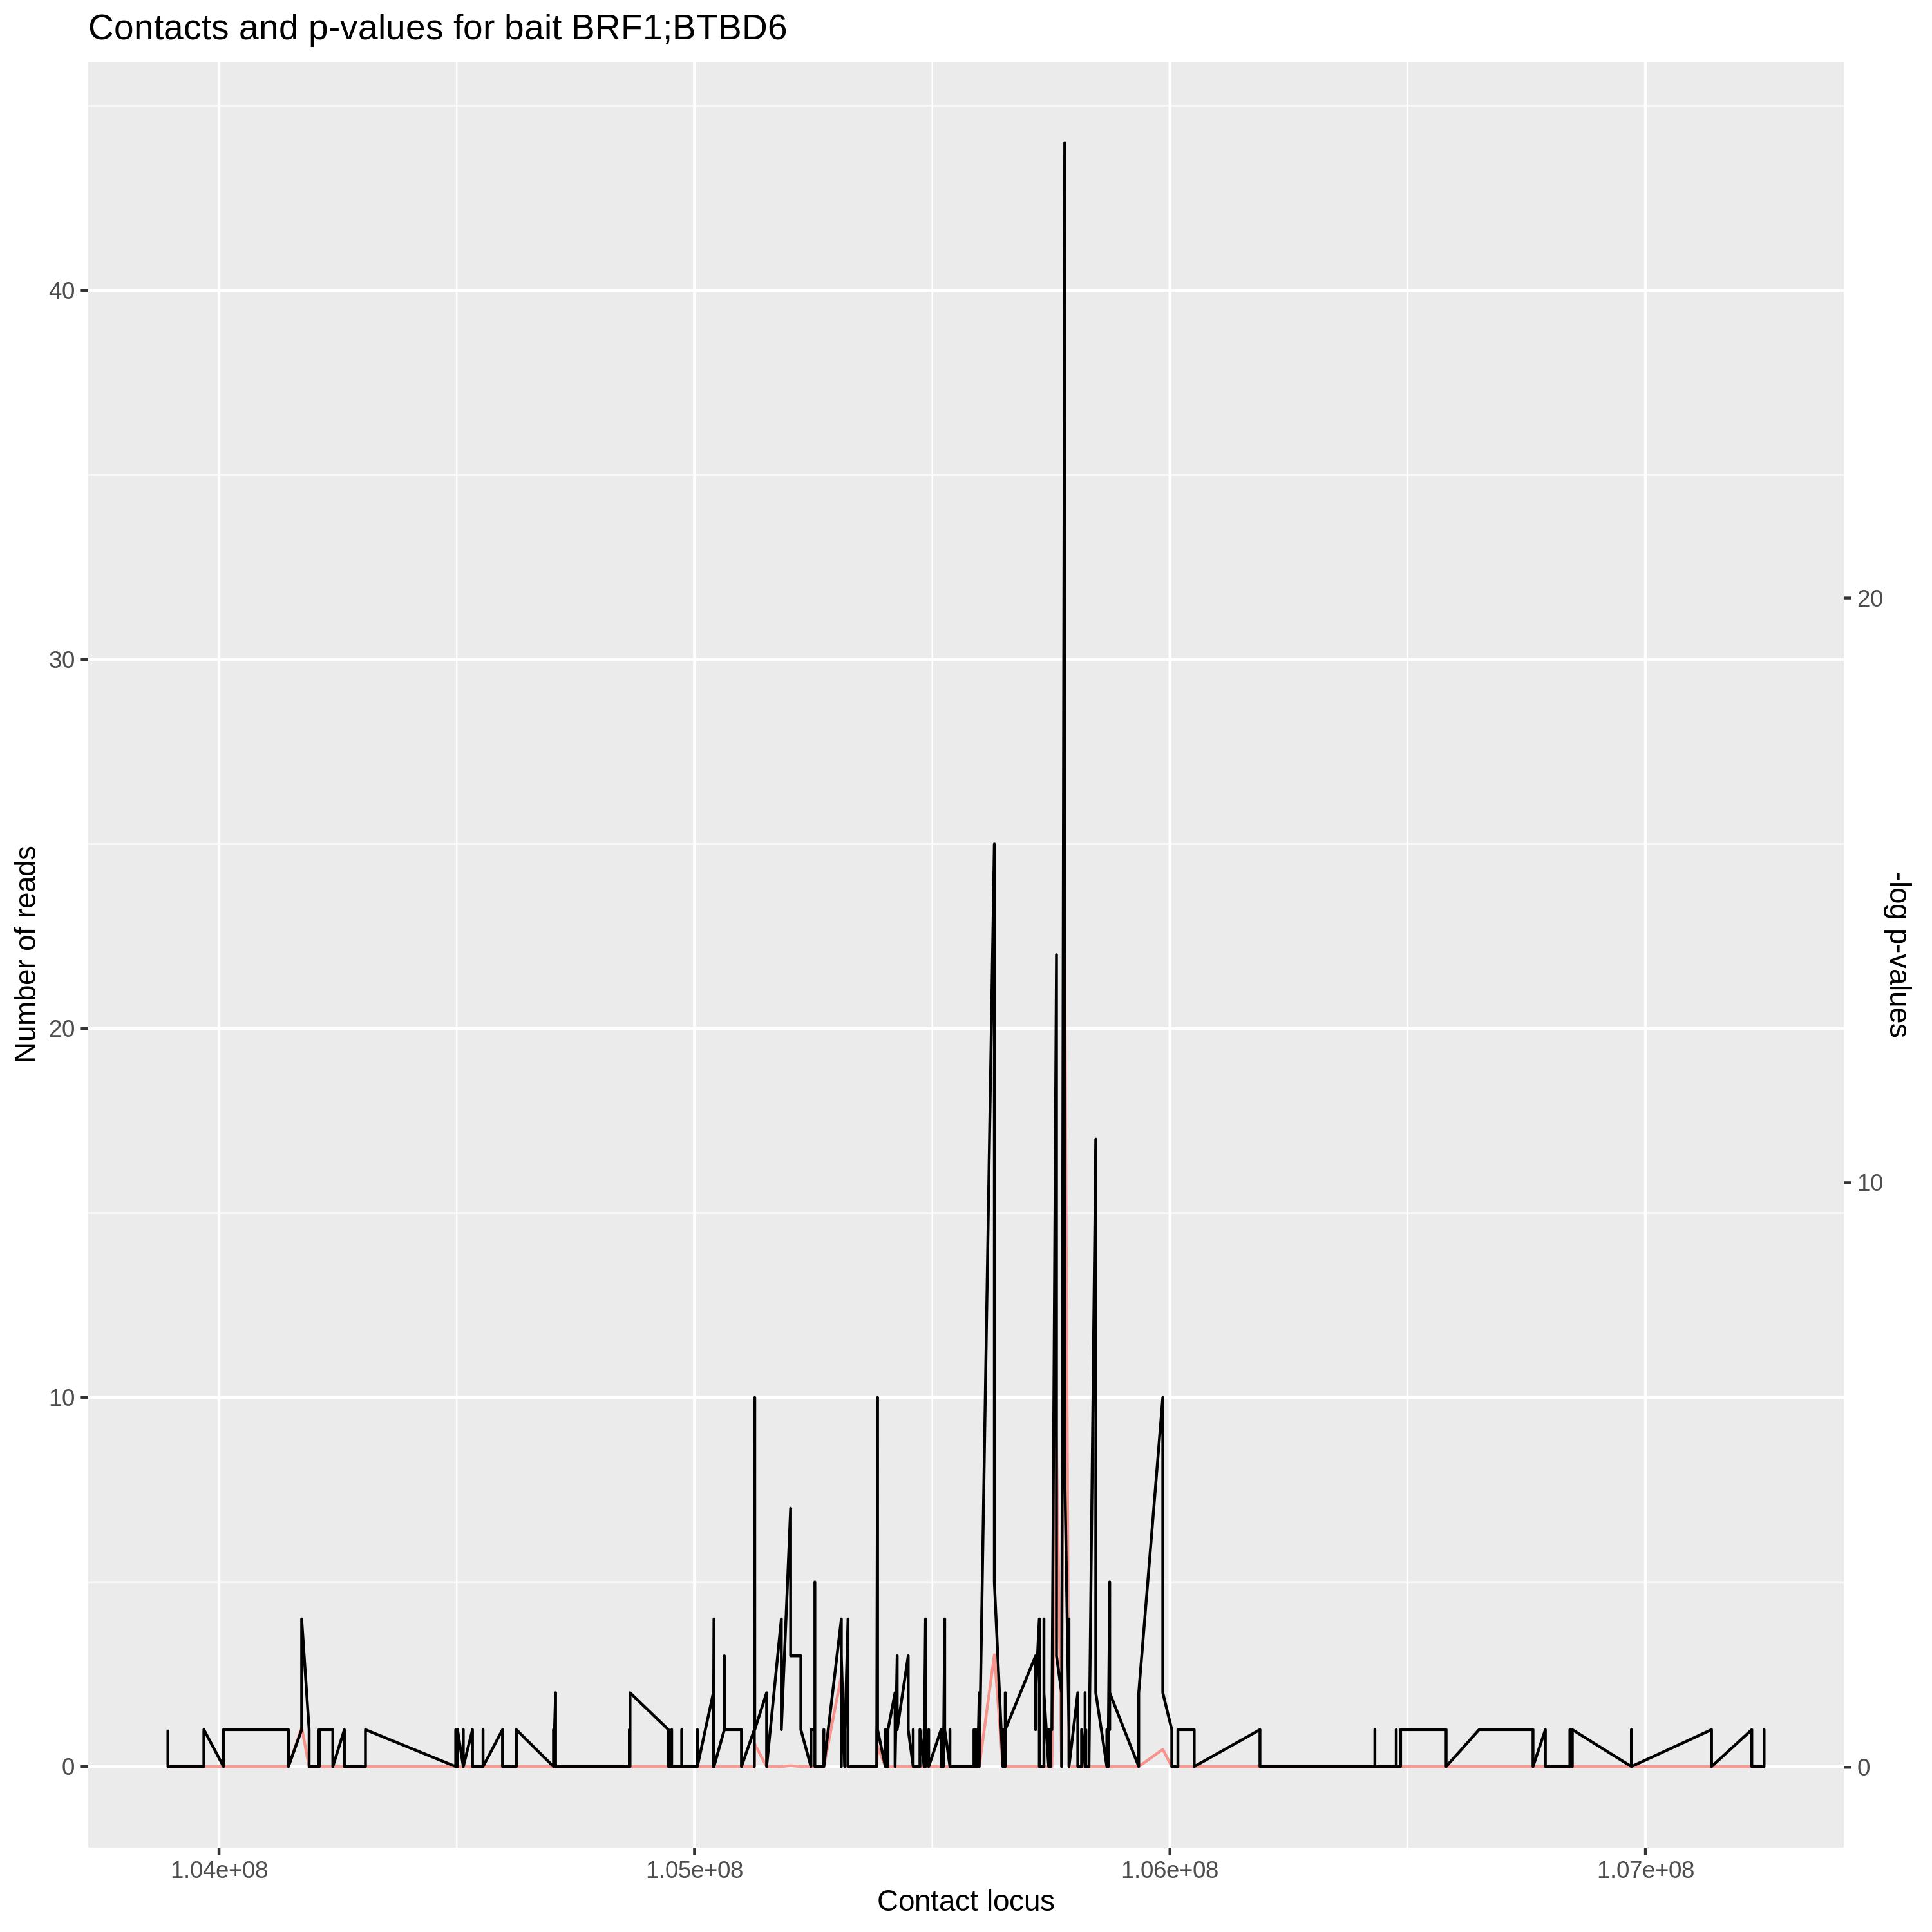 Contacts and p-values for bait BRF1;BTBD6
Number of reads
40
30
20
10
0
20
10
0
-log p-values
1.04e+08
1.05e+08
1.06e+08
1.07e+08
Contact locus